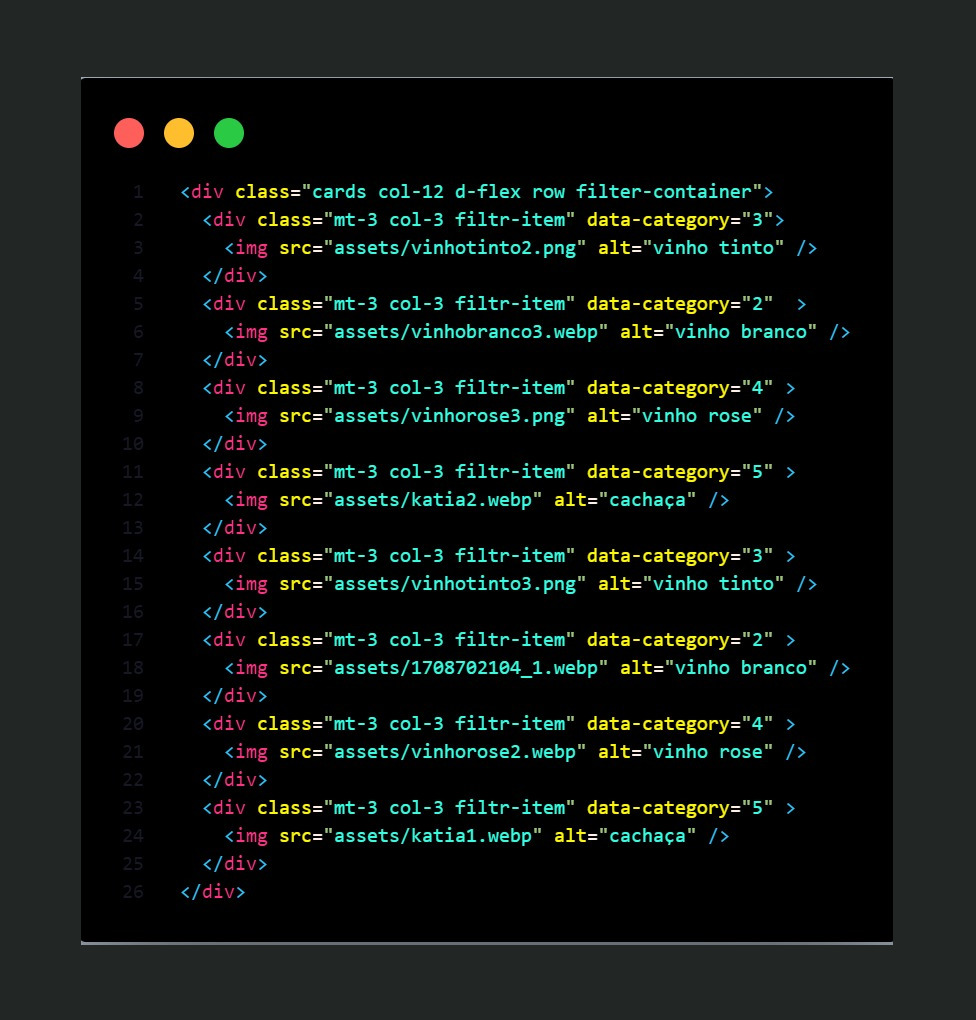 1 <div class="cards col-12 d-flex row filter-container">
2 <div class="mt-3 col-3 filtr-item" data-category="3">
3 <img src="assets/vinhotinto2.png" alt="vinho tinto" />
4 </div>
5 <div class="mt-3 col-3 filtr-item" data-category="2"  >
6 <img src="assets/vinhobranco3.webp" alt="vinho branco" />
7 </div>
8 <div class="mt-3 col-3 filtr-item" data-category="4" >
9 <img src="assets/vinhorose3.png" alt="vinho rose" />
10 </div>
11 <div class="mt-3 col-3 filtr-item" data-category="5" >
12 <img src="assets/katia2.webp" alt="cachaça" />
13 </div>
14 <div class="mt-3 col-3 filtr-item" data-category="3" >
15 <img src="assets/vinhotinto3.png" alt="vinho tinto" />
16 </div>
17 <div class="mt-3 col-3 filtr-item" data-category="2" >
18 <img src="assets/1708702104_1.webp" alt="vinho branco" />
19 </div>
20 <div class="mt-3 col-3 filtr-item" data-category="4" >
21 <img src="assets/vinhorose2.webp" alt="vinho rose" />
22 </div>
23 <div class="mt-3 col-3 filtr-item" data-category="5" >
24 <img src="assets/katia1.webp" alt="cachaça" />
25 </div>
26 </div>